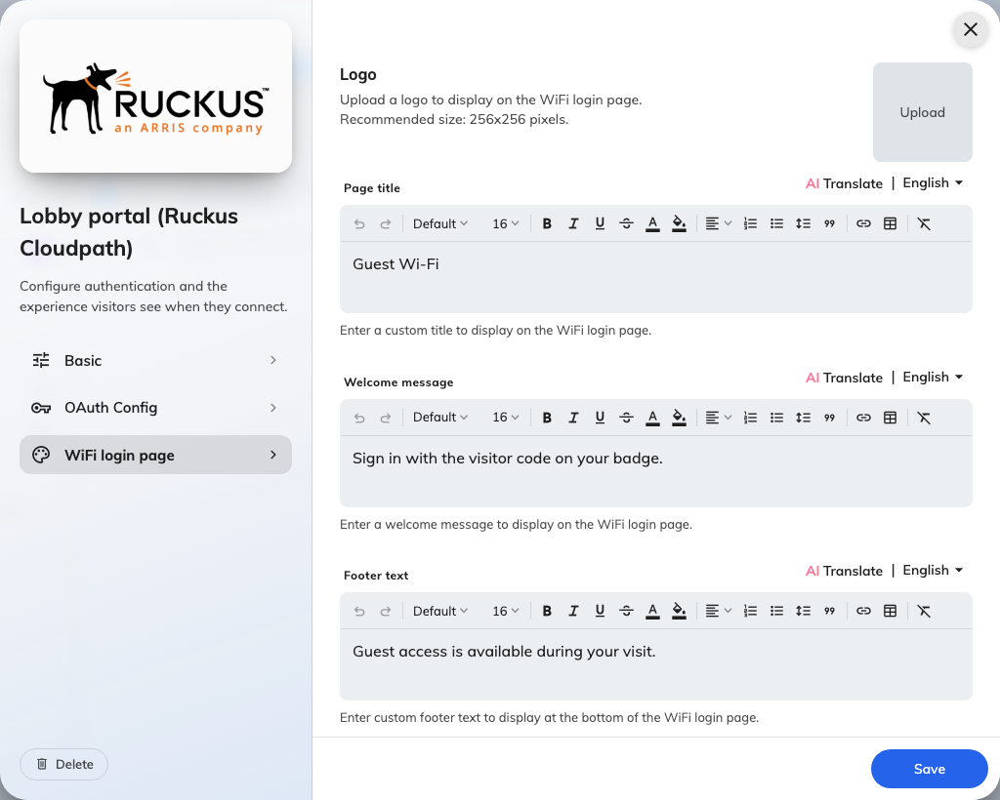 RUCKUS™
an ARRIS company
Lobby portal (Ruckus
Cloudpath)
Configure authentication and the
experience visitors see when they connect.
Basic
OAuth Config
WiFi login page
Delete
Logo
Upload a logo to display on the WiFi login page.
Recommended size: 256x256 pixels.
Upload
Page title
AI Translate | English
Default 16 B I U S A
Guest Wi-Fi
Enter a custom title to display on the WiFi login page.
Welcome message
AI Translate | English
Default 16 B I U S A
Sign in with the visitor code on your badge.
Enter a welcome message to display on the WiFi login page.
Footer text
AI Translate | English
Default 16 B I U S A
Guest access is available during your visit.
Enter custom footer text to display at the bottom of the WiFi login page.
Save